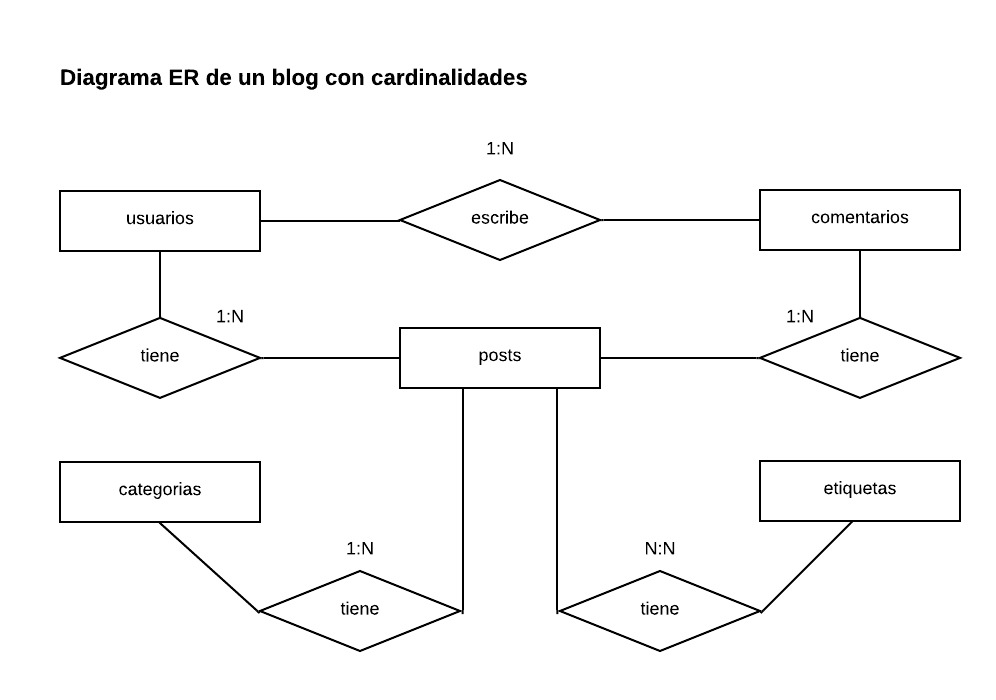 Diagrama ER de un blog con cardinalidades
1:N
usuarios
escribe
comentarios
1:N
1:N
tiene
posts
tiene
categorias
etiquetas
1:N
N:N
tiene
tiene